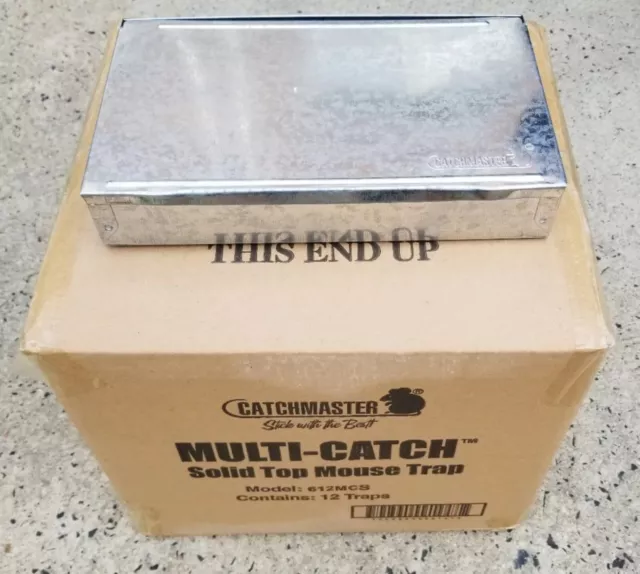 CATCHMASTER
THIS END UP
CATCHMASTER®
Stick with the Best!
MULTI-CATCH™
Solid Top Mouse Trap
Model: 612MCS
Contains: 12 Traps